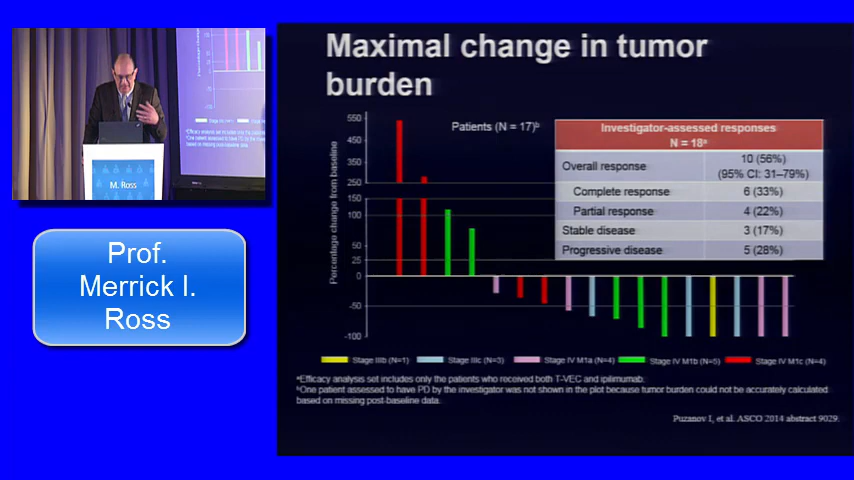 Maximal change in tumor
burden
Patients (N = 17)ᵇ
Percentage change from baseline
550
450
350
250
150
100
50
25
0
-50
-100
Investigator-assessed responses
N = 18ᵃ
Overall response 10 (56%)
(95% CI: 31–79%)
Complete response 6 (33%)
Partial response 4 (22%)
Stable disease 3 (17%)
Progressive disease 5 (28%)
Stage IIIb (N=1) Stage IIIc (N=3) Stage IV M1a (N=4) Stage IV M1b (N=5) Stage IV M1c (N=4)
ᵃEfficacy analysis set includes only the patients who received both T-VEC and ipilimumab.
ᵇOne patient assessed to have PD by the investigator was not shown in the plot because tumor burden could not be accurately calculated
based on missing post-baseline data.
Puzanov I, et al. ASCO 2014 abstract 9029.
M. Ross
Prof.
Merrick I.
Ross